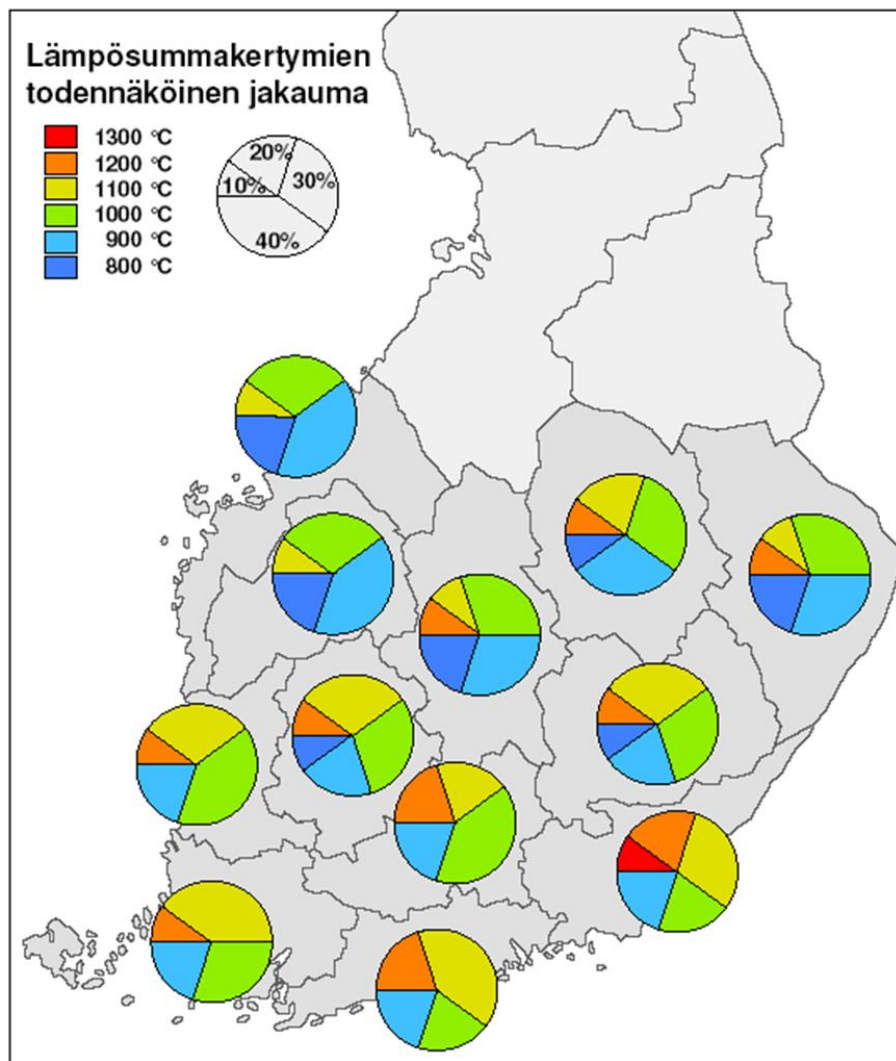 Lämpösummakertymien
todennäköinen jakauma
1300 °C
1200 °C
1100 °C
1000 °C
900 °C
800 °C
20%
10%
30%
40%